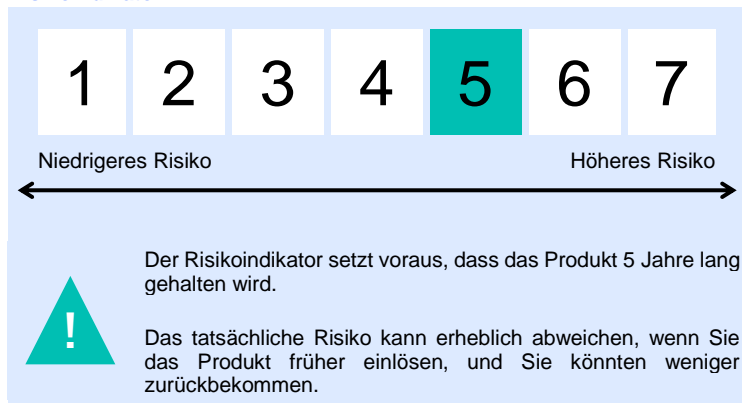 1 2 3 4 5 6 7
Niedrigeres Risiko Höheres Risiko
Der Risikoindikator setzt voraus, dass das Produkt 5 Jahre lang
gehalten wird.
!
Das tatsächliche Risiko kann erheblich abweichen, wenn Sie
das Produkt früher einlösen, und Sie könnten weniger
zurückbekommen.